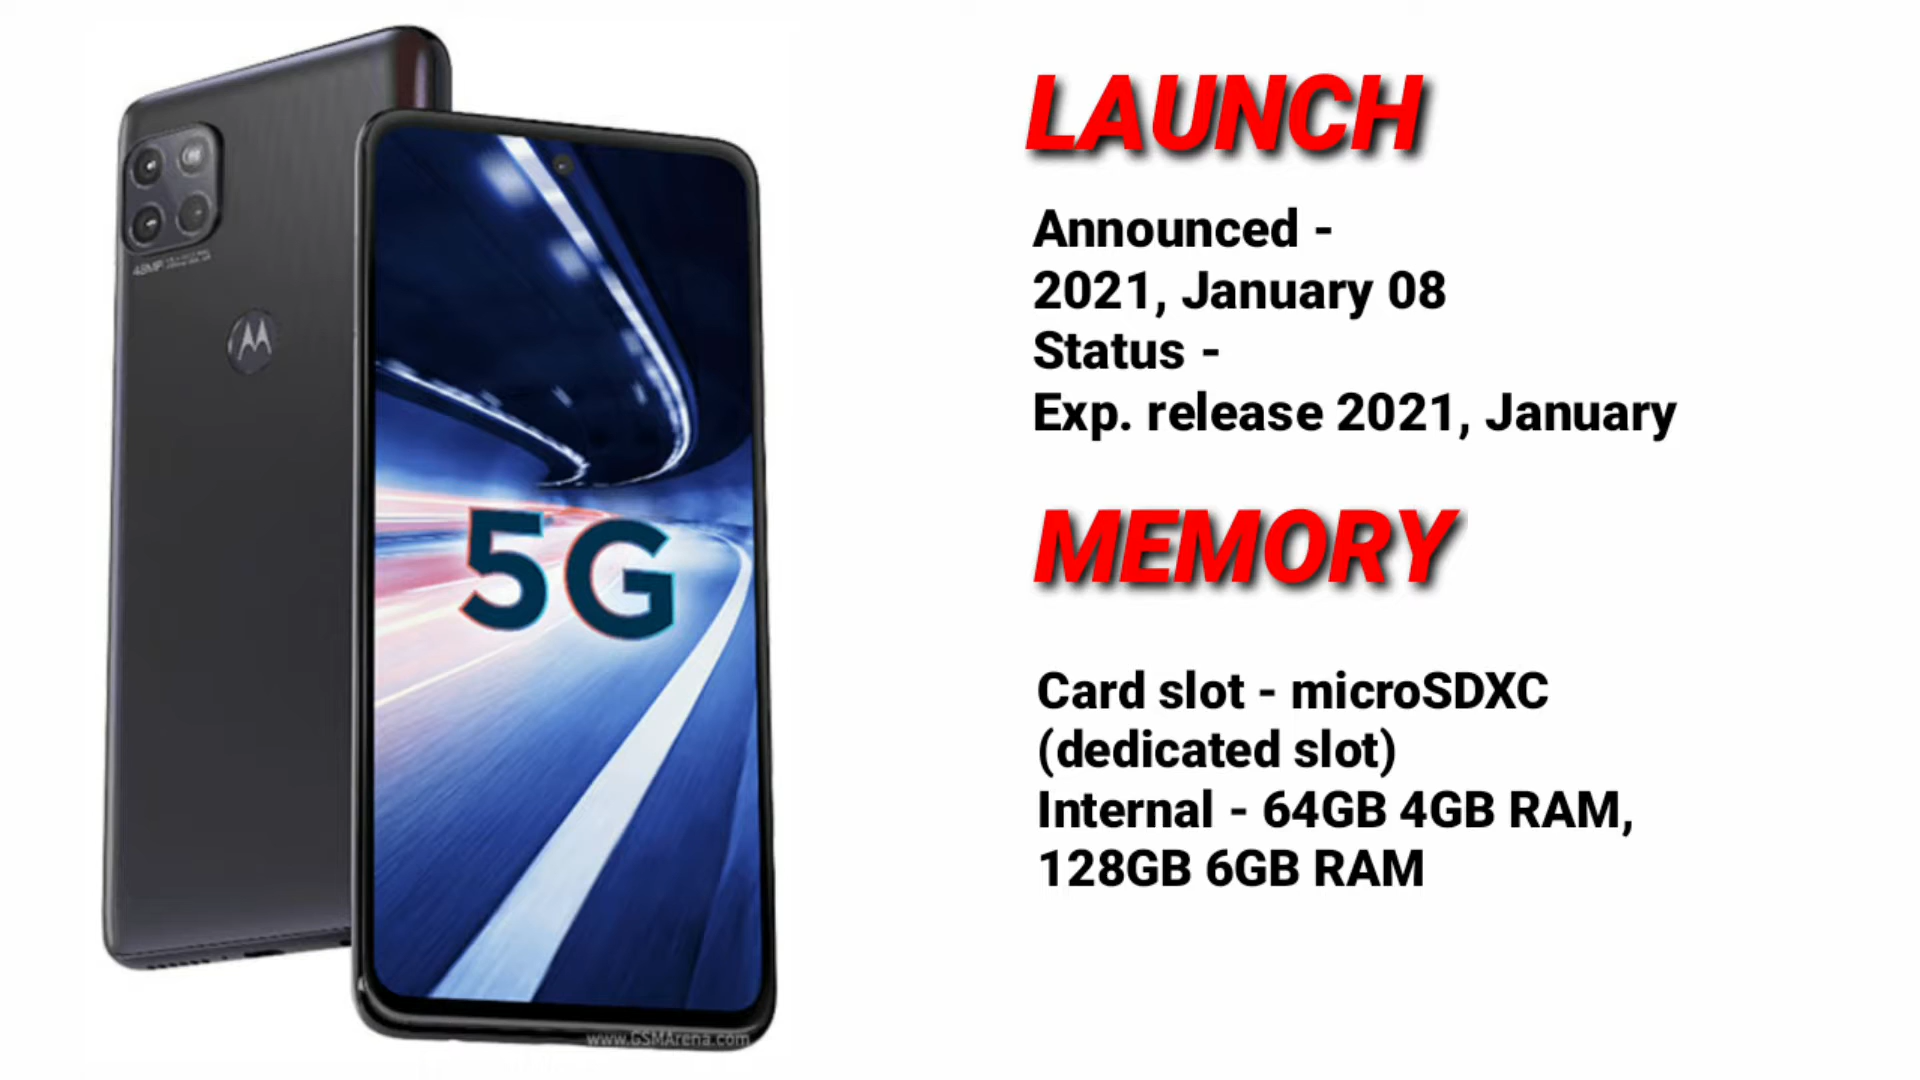 LAUNCH
Announced -
2021, January 08
Status -
Exp. release 2021, January
MEMORY
Card slot - microSDXC
(dedicated slot)
Internal - 64GB 4GB RAM,
128GB 6GB RAM
48MP
5G
www.GSMArena.com